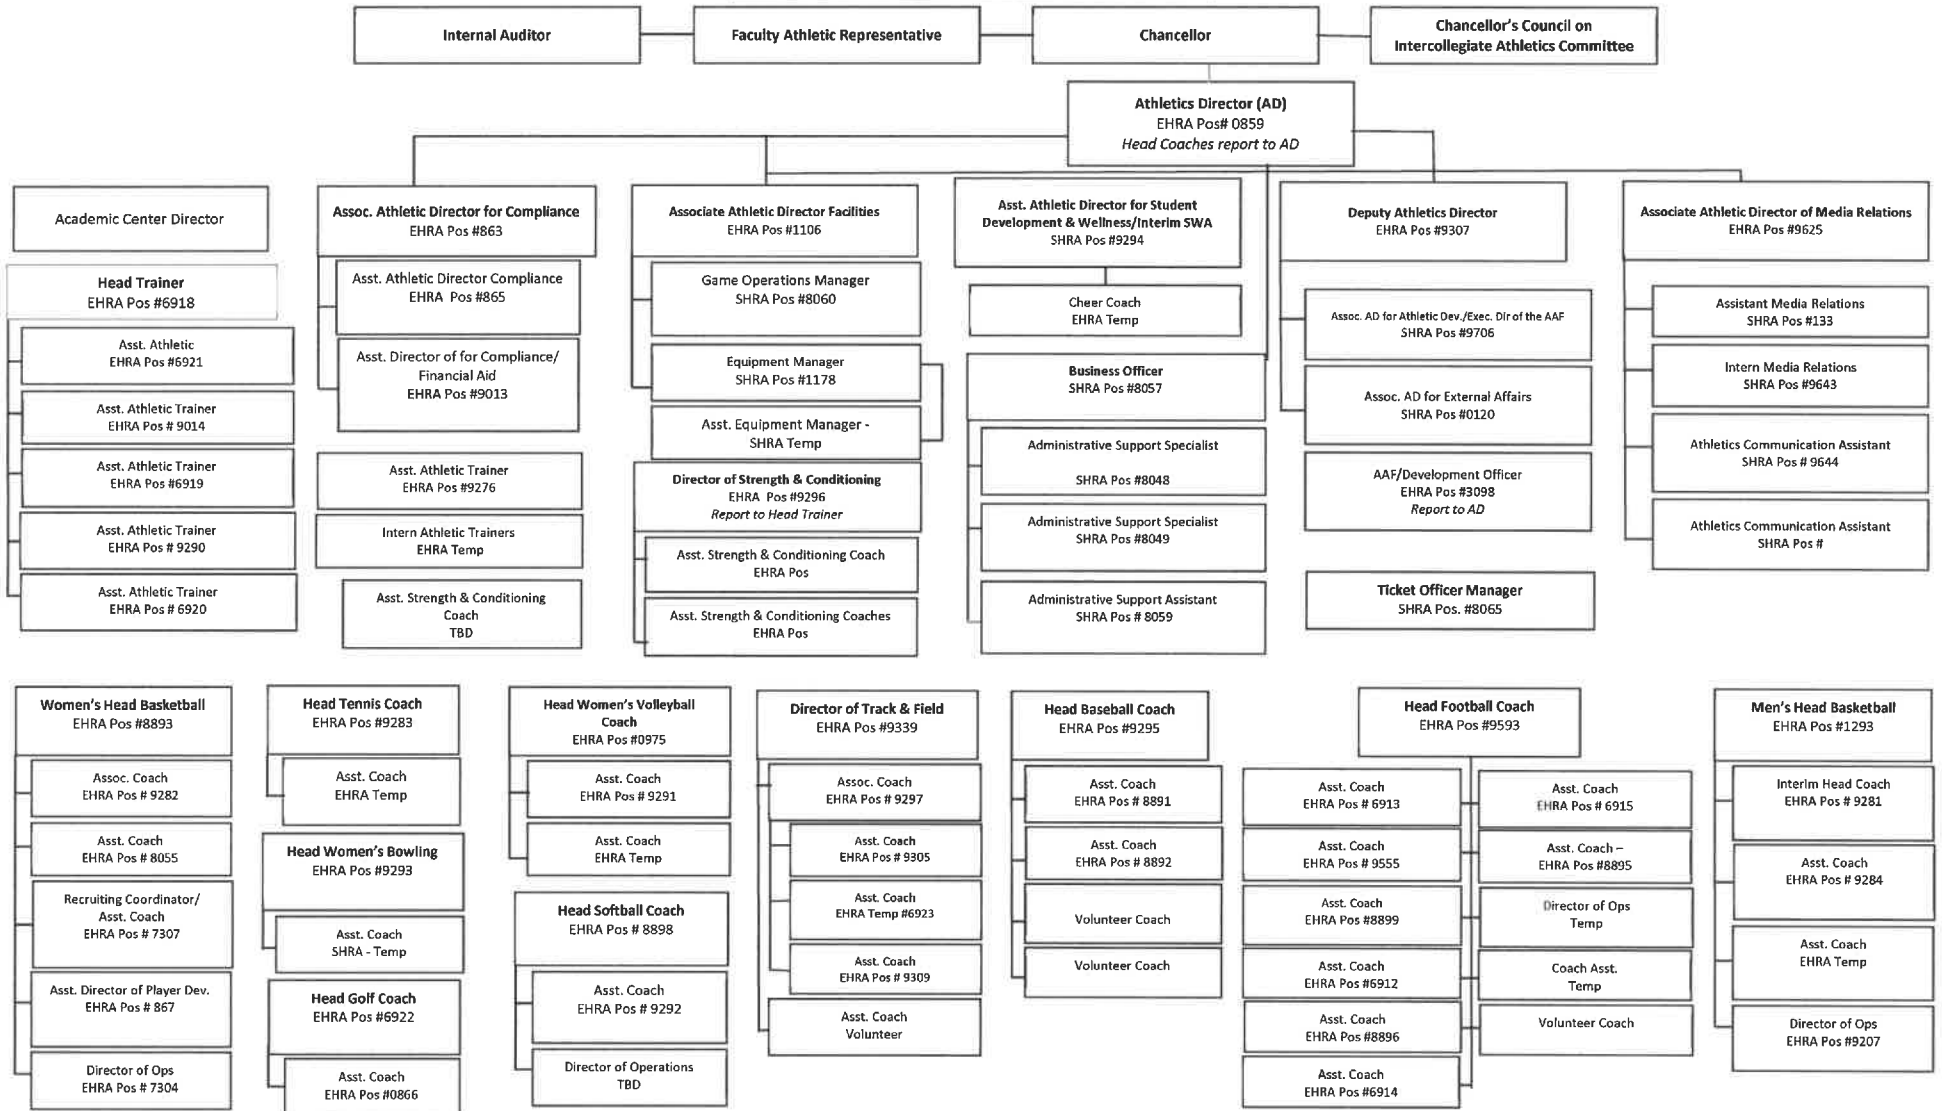 Internal Auditor
Faculty Athletic Representative
Chancellor
Chancellor's Council on
Intercollegiate Athletics Committee
Athletics Director (AD)
EHRA Pos# 0859
Head Coaches report to AD
Academic Center Director
Head Trainer
EHRA Pos #6918
Asst. Athletic
EHRA Pos #6921
Asst. Athletic Trainer
EHRA Pos # 9014
Asst. Athletic Trainer
EHRA Pos #6919
Asst. Athletic Trainer
EHRA Pos # 9290
Asst. Athletic Trainer
EHRA Pos # 6920
Assoc. Athletic Director for Compliance
EHRA Pos #863
Asst. Athletic Director Compliance
EHRA Pos #865
Asst. Director of for Compliance/
Financial Aid
EHRA Pos #9013
Asst. Athletic Trainer
EHRA Pos #9276
Intern Athletic Trainers
EHRA Temp
Asst. Strength & Conditioning
Coach
TBD
Associate Athletic Director Facilities
EHRA Pos #1106
Game Operations Manager
SHRA Pos #8060
Equipment Manager
SHRA Pos #1178
Asst. Equipment Manager -
SHRA Temp
Director of Strength & Conditioning
EHRA Pos #9296
Report to Head Trainer
Asst. Strength & Conditioning Coach
EHRA Pos
Asst. Strength & Conditioning Coaches
EHRA Pos
Asst. Athletic Director for Student
Development & Wellness/Interim SWA
SHRA Pos #9294
Cheer Coach
EHRA Temp
Business Officer
SHRA Pos #8057
Administrative Support Specialist
SHRA Pos #8048
Administrative Support Specialist
SHRA Pos #8049
Administrative Support Assistant
SHRA Pos # 8059
Deputy Athletics Director
EHRA Pos #9307
Assoc. AD for Athletic Dev./Exec. Dir of the AAF
SHRA Pos #9706
Assoc. AD for External Affairs
SHRA Pos #0120
AAF/Development Officer
EHRA Pos #3098
Report to AD
Ticket Officer Manager
SHRA Pos. #8065
Associate Athletic Director of Media Relations
EHRA Pos #9625
Assistant Media Relations
SHRA Pos #133
Intern Media Relations
SHRA Pos #9643
Athletics Communication Assistant
SHRA Pos # 9644
Athletics Communication Assistant
SHRA Pos #
Women's Head Basketball
EHRA Pos #8893
Assoc. Coach
EHRA Pos # 9282
Asst. Coach
EHRA Pos # 8055
Recruiting Coordinator/
Asst. Coach
EHRA Pos # 7307
Asst. Director of Player Dev.
EHRA Pos # 867
Director of Ops
EHRA Pos # 7304
Head Tennis Coach
EHRA Pos #9283
Asst. Coach
EHRA Temp
Head Women's Bowling
EHRA Pos #9293
Asst. Coach
SHRA - Temp
Head Golf Coach
EHRA Pos #6922
Asst. Coach
EHRA Pos #0866
Head Women's Volleyball
Coach
EHRA Pos #0975
Asst. Coach
EHRA Pos # 9291
Asst. Coach
EHRA Temp
Head Softball Coach
EHRA Pos # 8898
Asst. Coach
EHRA Pos # 9292
Director of Operations
TBD
Director of Track & Field
EHRA Pos #9339
Assoc. Coach
EHRA Pos # 9297
Asst. Coach
EHRA Pos # 9305
Asst. Coach
EHRA Temp #6923
Asst. Coach
EHRA Pos # 9309
Asst. Coach
Volunteer
Head Baseball Coach
EHRA Pos #9295
Asst. Coach
EHRA Pos # 8891
Asst. Coach
EHRA Pos # 8892
Volunteer Coach
Volunteer Coach
Head Football Coach
EHRA Pos #9593
Asst. Coach
EHRA Pos # 6913
Asst. Coach
EHRA Pos # 9555
Asst. Coach
EHRA Pos #8899
Asst. Coach
EHRA Pos #6912
Asst. Coach
EHRA Pos #8896
Asst. Coach
EHRA Pos #6914
Asst. Coach
EHRA Pos # 6915
Asst. Coach –
EHRA Pos #8895
Director of Ops
Temp
Coach Asst.
Temp
Volunteer Coach
Men's Head Basketball
EHRA Pos #1293
Interim Head Coach
EHRA Pos # 9281
Asst. Coach
EHRA Pos # 9284
Asst. Coach
EHRA Temp
Director of Ops
EHRA Pos #9207